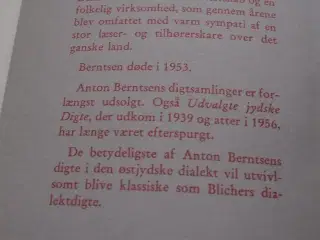 folkelig virksomhed, som gennem årene
blev omfattet med varm sympati af en
stor læser- og tilhørerskare over det
ganske land.
Berntsen døde i 1953.
Anton Berntsens digtsamlinger er for-
længst udsolgt. Også Udvalgte jydske
Digte, der udkom i 1939 og atter i 1956,
har længe været efterspurgt.
De betydeligste af Anton Berntsens
digte i den østjydske dialekt vil utvivl-
somt blive klassiske som Blichers dia-
lektdigte.